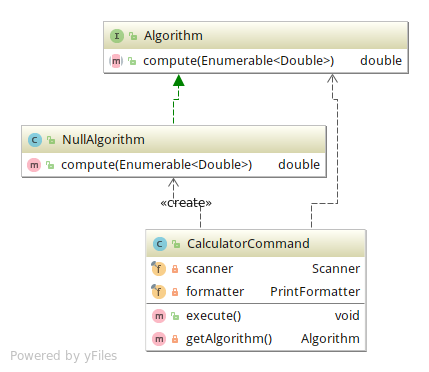 I Algorithm
m compute(Enumerable<Double>) double
C NullAlgorithm
m compute(Enumerable<Double>) double
«create»
C CalculatorCommand
f scanner Scanner
f formatter PrintFormatter
m execute() void
m getAlgorithm() Algorithm
Powered by yFiles